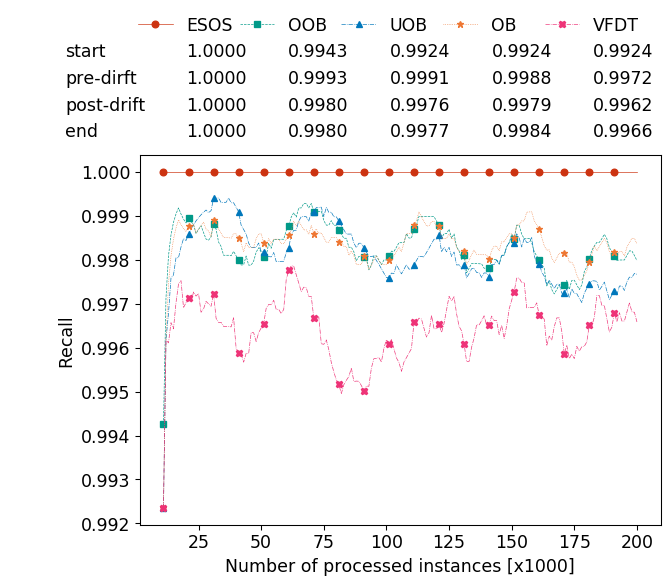 ESOS OOB UOB OB VFDT
start 1.0000 0.9943 0.9924 0.9924 0.9924
pre-dirft 1.0000 0.9993 0.9991 0.9988 0.9972
post-drift 1.0000 0.9980 0.9976 0.9979 0.9962
end 1.0000 0.9980 0.9977 0.9984 0.9966
1.000
0.999
0.998
0.997
0.996
0.995
0.994
0.993
0.992
Recall
25 50 75 100 125 150 175 200
Number of processed instances [x1000]